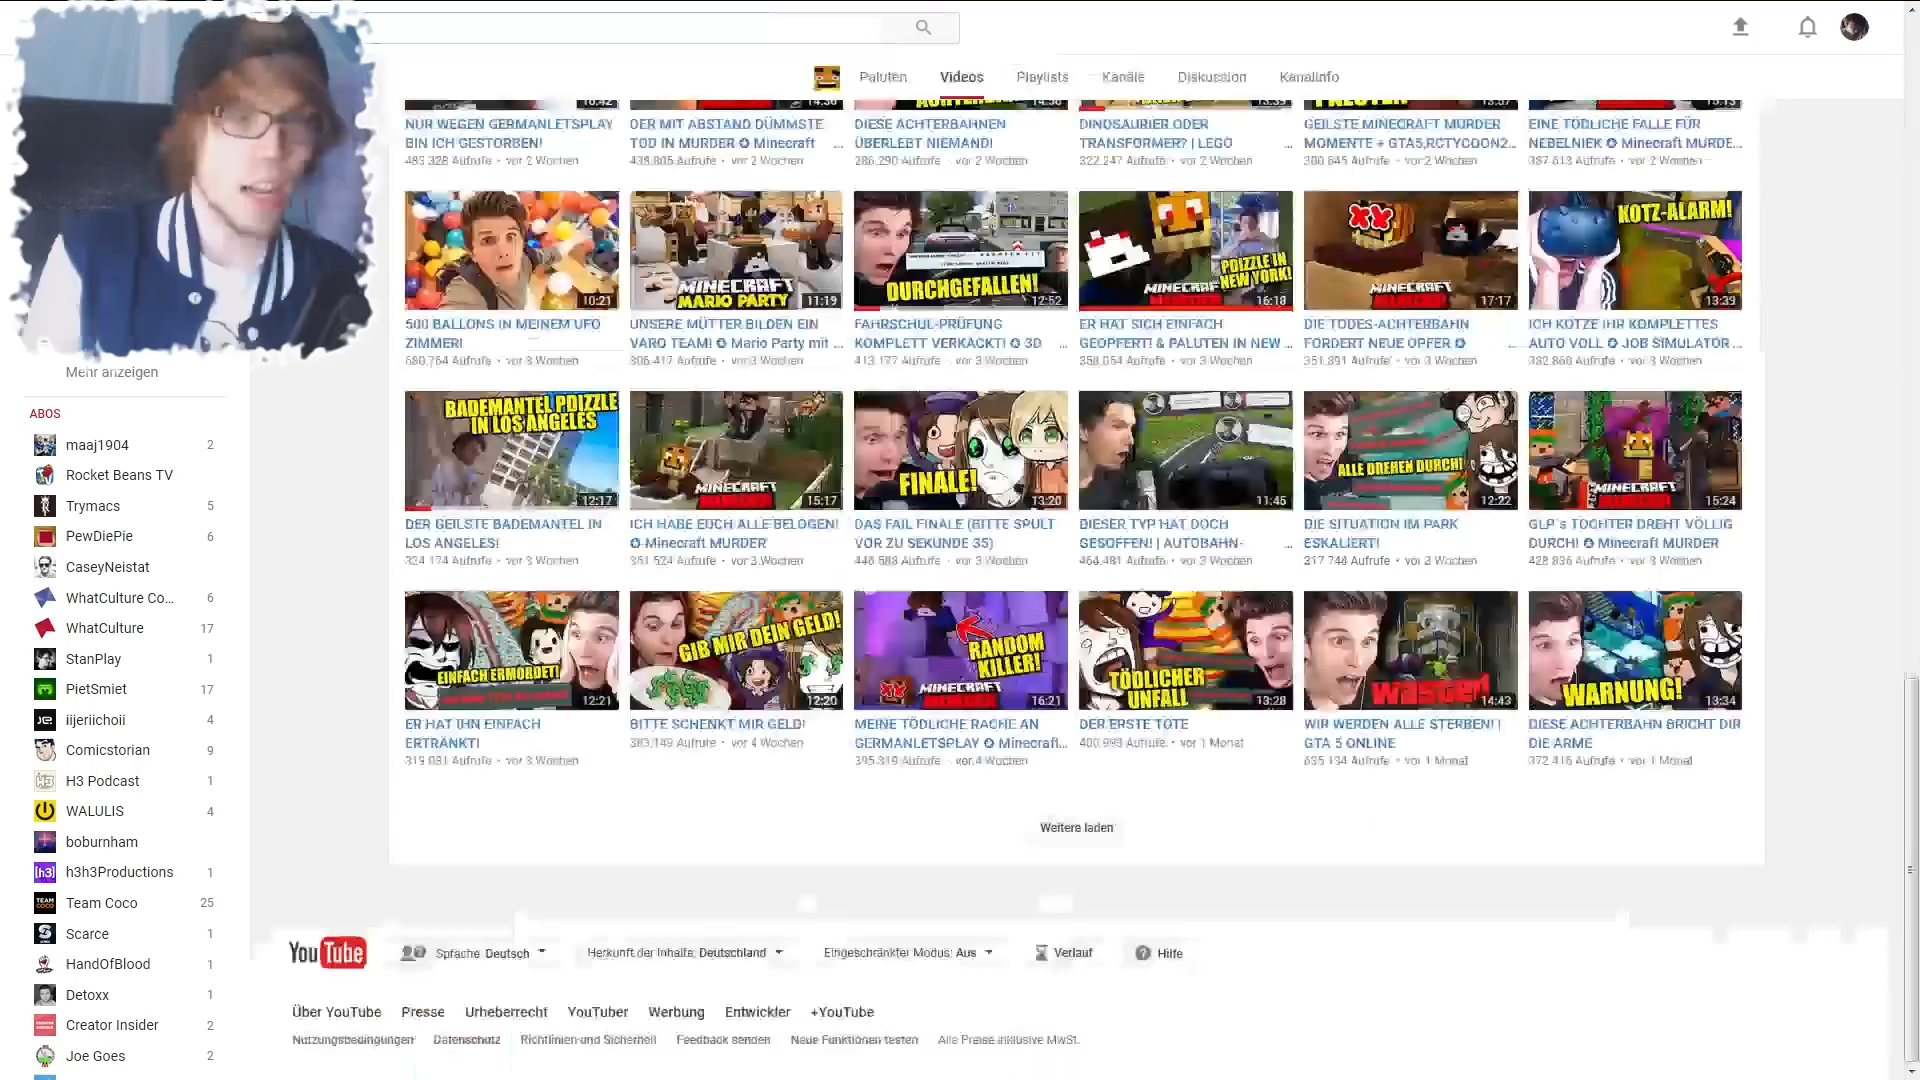 Paluten Videos Playlists Kanäle Diskussion Kanalinfo
NUR WEGEN GERMANLETSPLAY
BIN ICH GESTORBEN!
483.328 Aufrufe • vor 2 Wochen
DER MIT ABSTAND DÜMMSTE
TOD IN MURDER ✪ Minecraft ...
vor 2 Wochen
DIESE ACHTERBAHNEN
ÜBERLEBT NIEMAND!
286.290 Aufrufe • vor 2 Wochen
DINOSAURIER ODER
TRANSFORMER? | LEGO ...
322.247 Aufrufe • vor 2 Wochen
GEILSTE MINECRAFT MURDER
MOMENTE + GTA5,RCTYCOON2...
vor 2 Wochen
EINE TÖDLICHE FALLE FÜR
NEBELNIEK ✪ Minecraft MURDE...
387.613 Aufrufe • vor 2 Wochen
10:21
MINECRAFT
MARIO PARTY
11:19
DURCHGEFALLEN!
12:52
PDIZZLE IN
NEW YORK!
MINECRAFT
16:18
MINECRAFT
17:17
KOTZ-ALARM!
13:39
500 BALLONS IN MEINEM UFO
ZIMMER!
680.764 Aufrufe • vor 3 Wochen
UNSERE MÜTTER BILDEN EIN
VARO TEAM! ✪ Mario Party mit ...
305.417 Aufrufe • vor 3 Wochen
FAHRSCHUL-PRÜFUNG
KOMPLETT VERKACKT! ✪ 3D ...
413.177 Aufrufe • vor 3 Wochen
ER HAT SICH EINFACH
GEOPFERT! & PALUTEN IN NEW ...
358.054 Aufrufe • vor 3 Wochen
DIE TODES-ACHTERBAHN
FORDERT NEUE OPFER ✪ ...
351.891 Aufrufe • vor 3 Wochen
ICH KOTZE IHR KOMPLETTES
AUTO VOLL ✪ JOB SIMULATOR ...
382.860 Aufrufe • vor 3 Wochen
Mehr anzeigen
ABOS
maaj1904 2
Rocket Beans TV
Trymacs 5
PewDiePie 6
CaseyNeistat
WhatCulture Co... 6
WhatCulture 17
StanPlay 1
PietSmiet 17
iijeriichoii 4
Comicstorian 9
H3 Podcast 1
WALULIS 4
boburnham
h3h3Productions 1
Team Coco 25
Scarce 1
HandOfBlood 1
Detoxx 1
Creator Insider 2
Joe Goes 2
BADEMANTEL PDIZZLE
IN LOS ANGELES
12:17
MINECRAFT
15:17
FINALE!
13:20
11:45
ALLE DREHEN DURCH!
12:22
MINECRAFT
15:24
DER GEILSTE BADEMANTEL IN
LOS ANGELES!
324.174 Aufrufe • vor 3 Wochen
ICH HABE EUCH ALLE BELOGEN!
✪ Minecraft MURDER
361.524 Aufrufe • vor 3 Wochen
DAS FAIL FINALE (BITTE SPULT
VOR ZU SEKUNDE 35)
446.588 Aufrufe • vor 3 Wochen
DIESER TYP HAT DOCH
GESOFFEN! | AUTOBAHN- ...
464.481 Aufrufe • vor 3 Wochen
DIE SITUATION IM PARK
ESKALIERT!
317.744 Aufrufe • vor 3 Wochen
GLP's TOCHTER DREHT VÖLLIG
DURCH! ✪ Minecraft MURDER
428.836 Aufrufe • vor 3 Wochen
EINFACH ERMORDET!
12:21
GIB MIR DEIN GELD!
12:20
RANDOM
KILLER!
MINECRAFT
16:21
TÖDLICHER
UNFALL
13:28
wasted
14:43
WARNUNG!
13:34
ER HAT IHN EINFACH
ERTRÄNKT!
313.031 Aufrufe • vor 3 Wochen
BITTE SCHENKT MIR GELD!
383.149 Aufrufe • vor 4 Wochen
MEINE TÖDLICHE RACHE AN
GERMANLETSPLAY ✪ Minecraft...
395.319 Aufrufe • vor 4 Wochen
DER ERSTE TOTE
400.993 Aufrufe • vor 1 Monat
WIR WERDEN ALLE STERBEN! |
GTA 5 ONLINE
635.134 Aufrufe • vor 1 Monat
DIESE ACHTERBAHN BRICHT DIR
DIE ARME
372.416 Aufrufe • vor 1 Monat
Weitere laden
YouTube Sprache: Deutsch Herkunft der Inhalte: Deutschland Eingeschränkter Modus: Aus Verlauf Hilfe
Über YouTube Presse Urheberrecht YouTuber Werbung Entwickler +YouTube
Nutzungsbedingungen Datenschutz Richtlinien und Sicherheit Feedback senden Neue Funktionen testen Alle Preise inklusive MwSt.